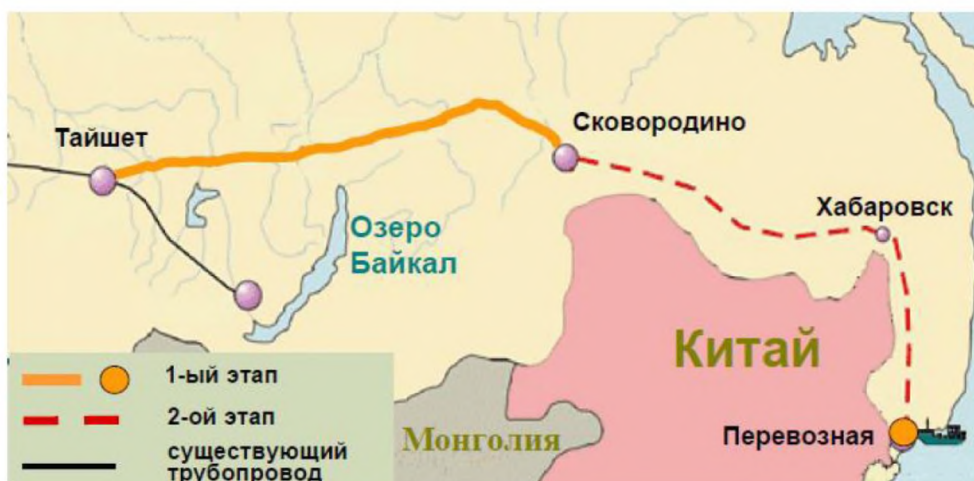 Тайшет
Сковородино
Хабаровск
Озеро
Байкал
Китай
Монголия
Перевозная
1-ый этап
2-ой этап
существующий
трубопровод